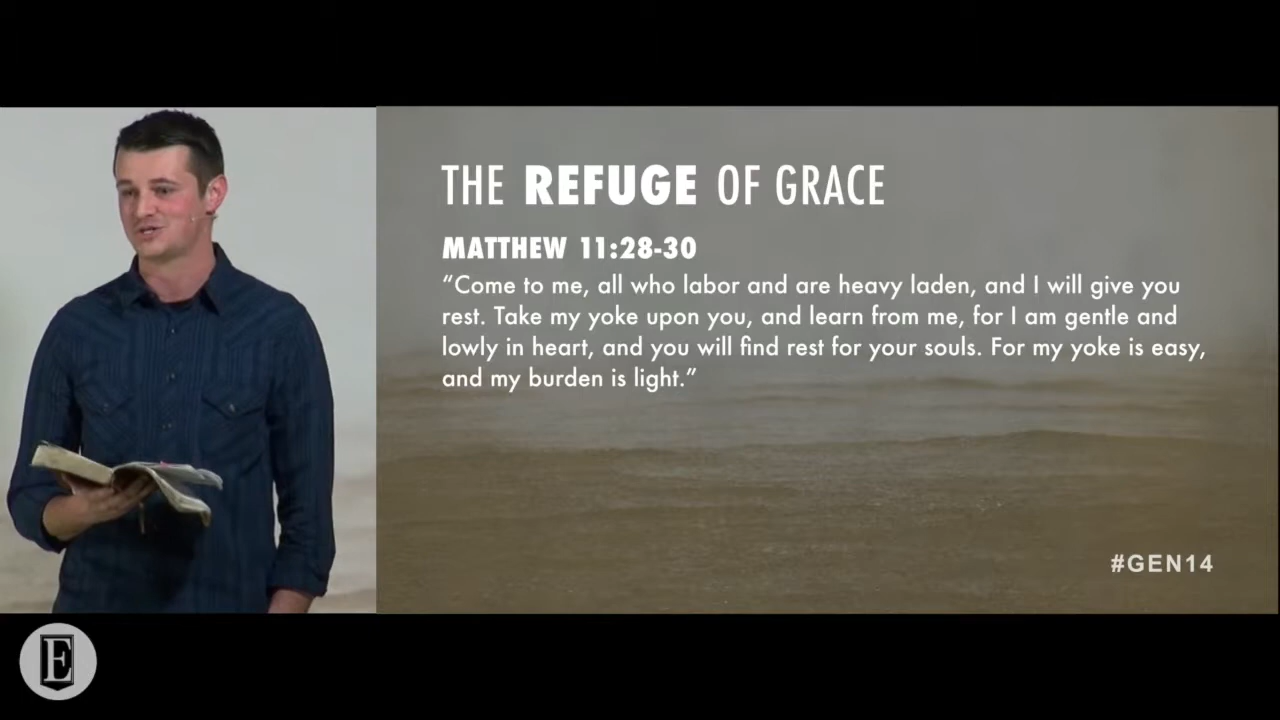 THE REFUGE OF GRACE
MATTHEW 11:28-30
“Come to me, all who labor and are heavy laden, and I will give you
rest. Take my yoke upon you, and learn from me, for I am gentle and
lowly in heart, and you will find rest for your souls. For my yoke is easy,
and my burden is light.”
#GEN14
E